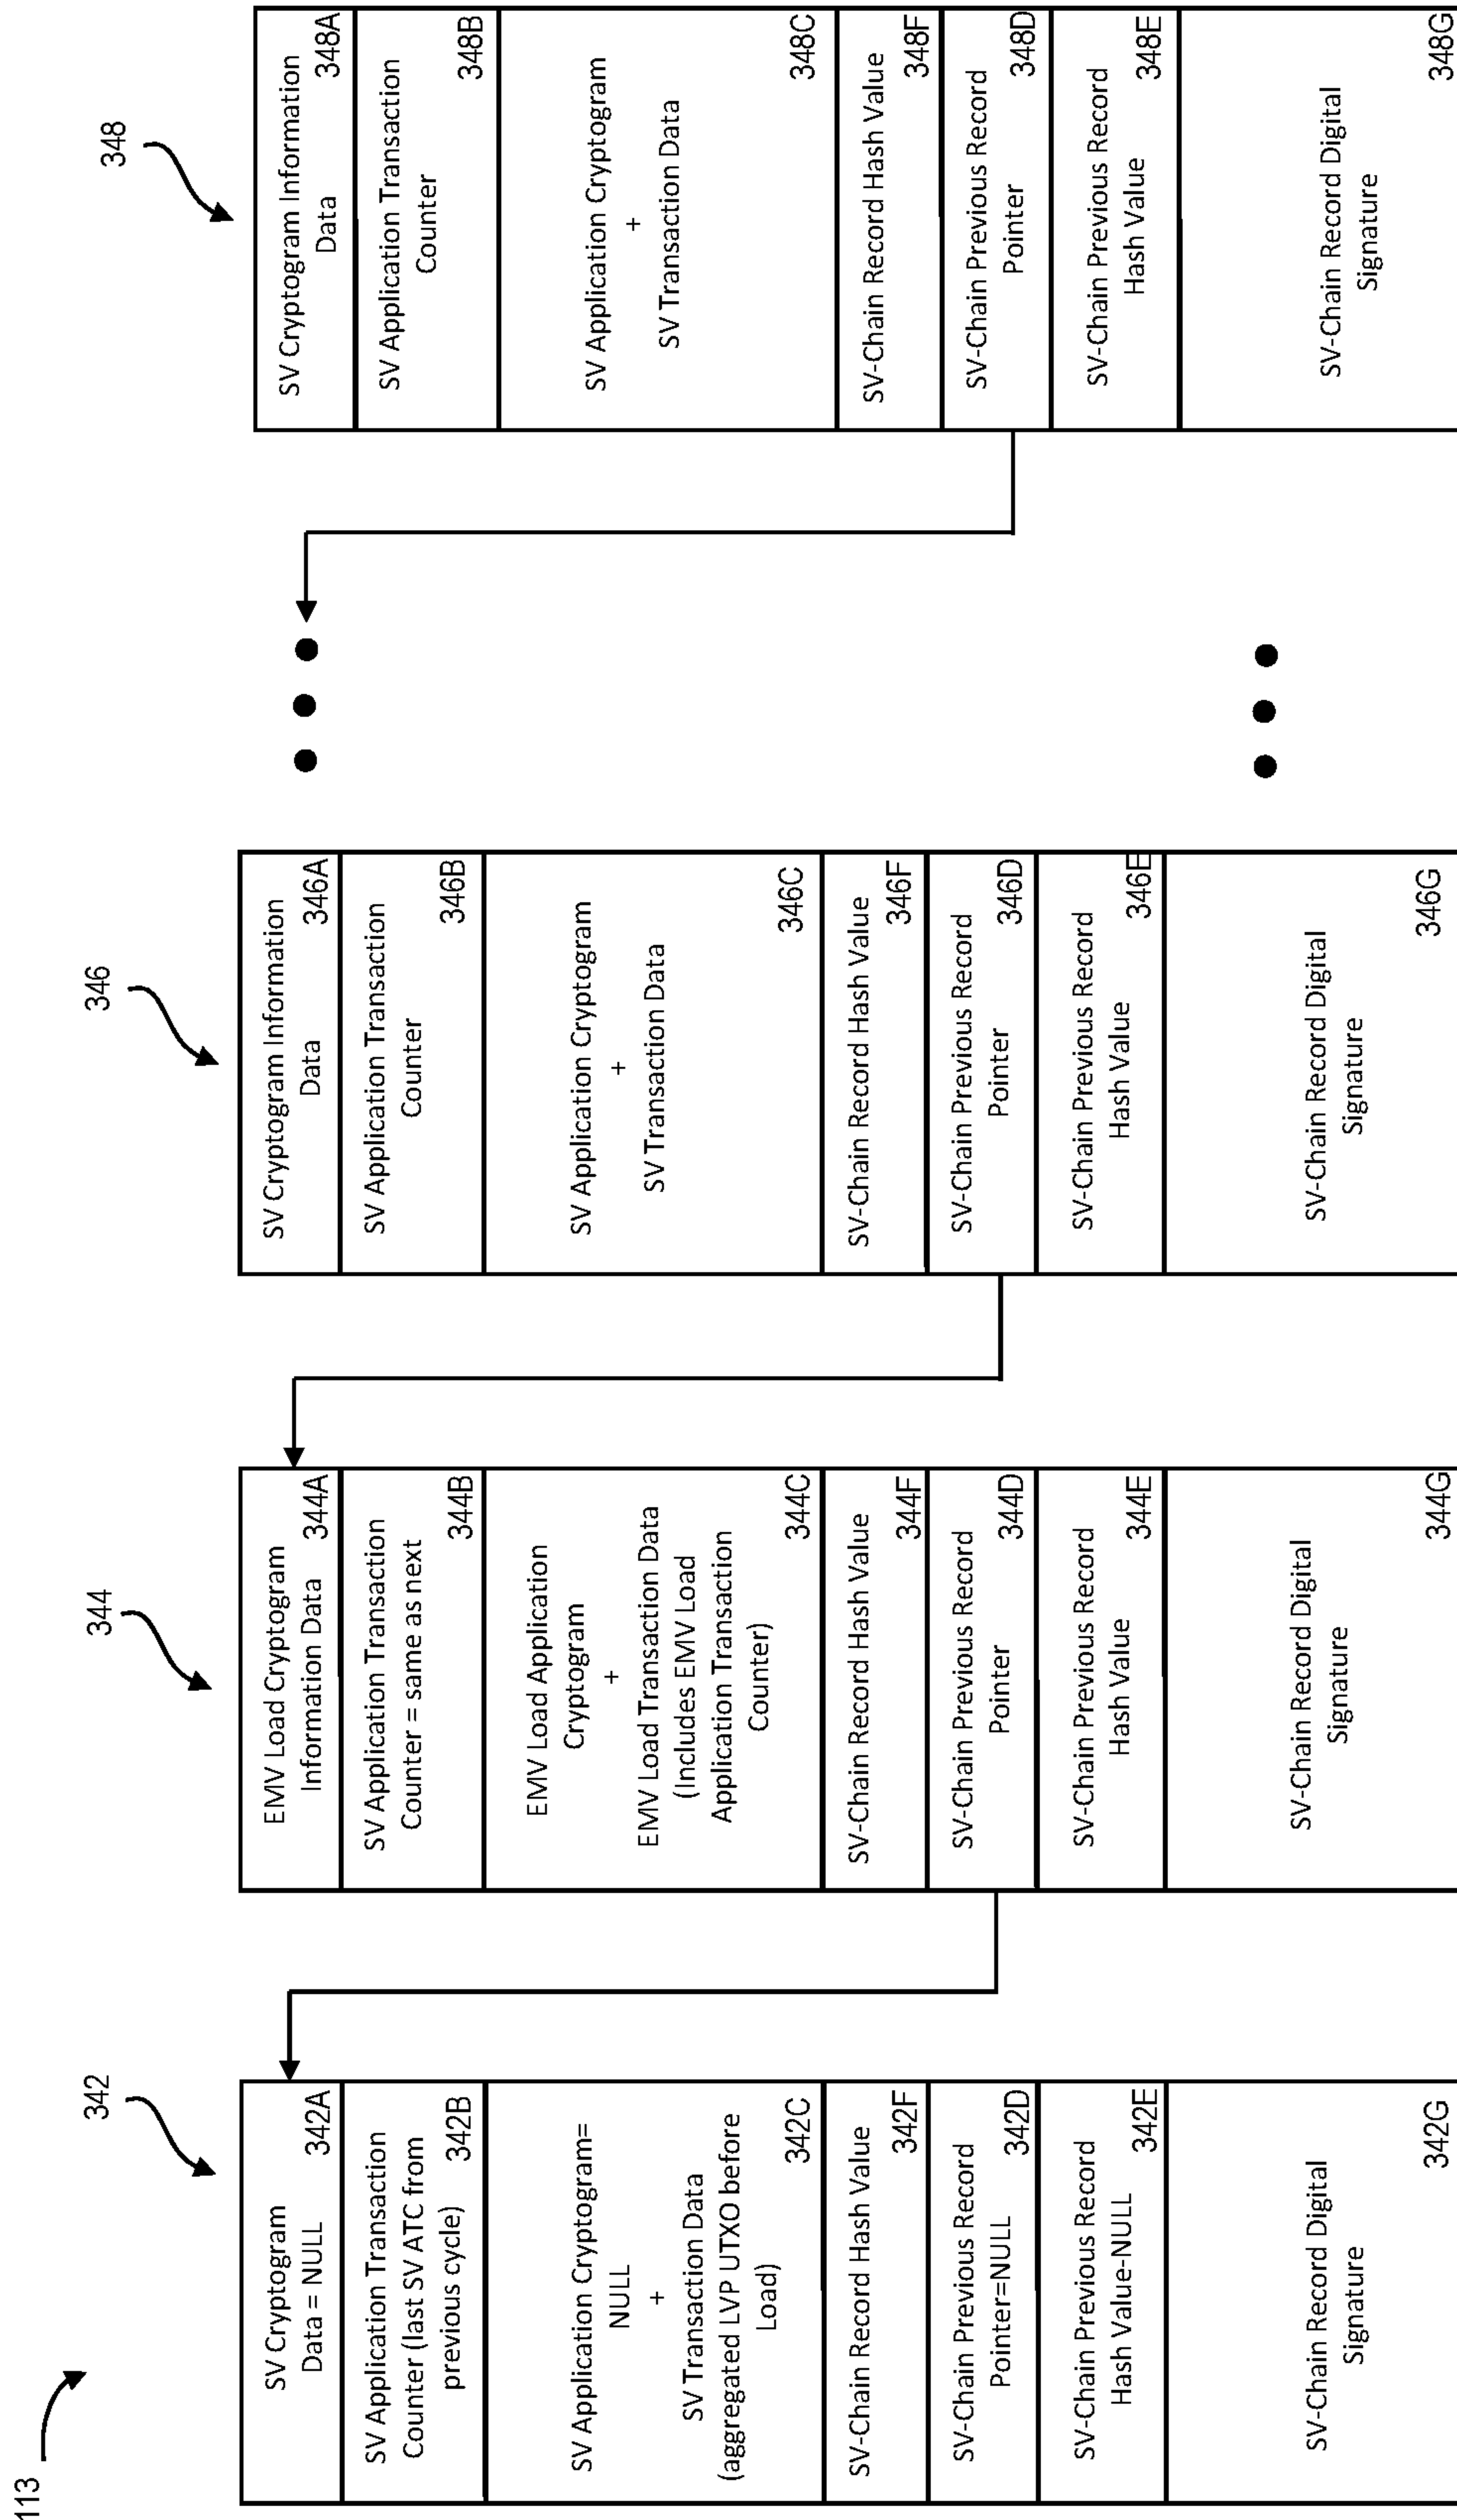 113
342
SV Cryptogram
Data = NULL
342A
SV Application Transaction
Counter (last SV ATC from
previous cycle)
342B
SV Application Cryptogram=
NULL
+
SV Transaction Data
(aggregated LVP UTXO before
Load)
342C
SV-Chain Record Hash Value
342F
SV-Chain Previous Record
Pointer=NULL
342D
SV-Chain Previous Record
Hash Value-NULL
342E
SV-Chain Record Digital
Signature
342G
344
EMV Load Cryptogram
Information Data
344A
SV Application Transaction
Counter = same as next
344B
EMV Load Application
Cryptogram
+
EMV Load Transaction Data
(Includes EMV Load
Application Transaction
Counter)
344C
SV-Chain Record Hash Value
344F
SV-Chain Previous Record
Pointer
344D
SV-Chain Previous Record
Hash Value
344E
SV-Chain Record Digital
Signature
344G
346
SV Cryptogram Information
Data
346A
SV Application Transaction
Counter
346B
SV Application Cryptogram
+
SV Transaction Data
346C
SV-Chain Record Hash Value
346F
SV-Chain Previous Record
Pointer
346D
SV-Chain Previous Record
Hash Value
346E
SV-Chain Record Digital
Signature
346G
348
SV Cryptogram Information
Data
348A
SV Application Transaction
Counter
348B
SV Application Cryptogram
+
SV Transaction Data
348C
SV-Chain Record Hash Value
348F
SV-Chain Previous Record
Pointer
348D
SV-Chain Previous Record
Hash Value
348E
SV-Chain Record Digital
Signature
348G